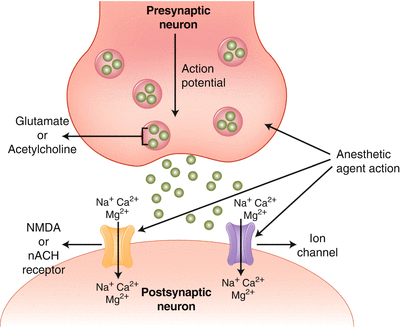 Presynaptic
neuron
Action
potential
Glutamate
or
Acetylcholine
Anesthetic
agent action
Na⁺ Ca²⁺
Mg²⁺
Na⁺ Ca²⁺
Mg²⁺
NMDA
or
nACH
receptor
Ion
channel
Na⁺ Ca²⁺
Mg²⁺
Na⁺ Ca²⁺
Mg²⁺
Postsynaptic
neuron